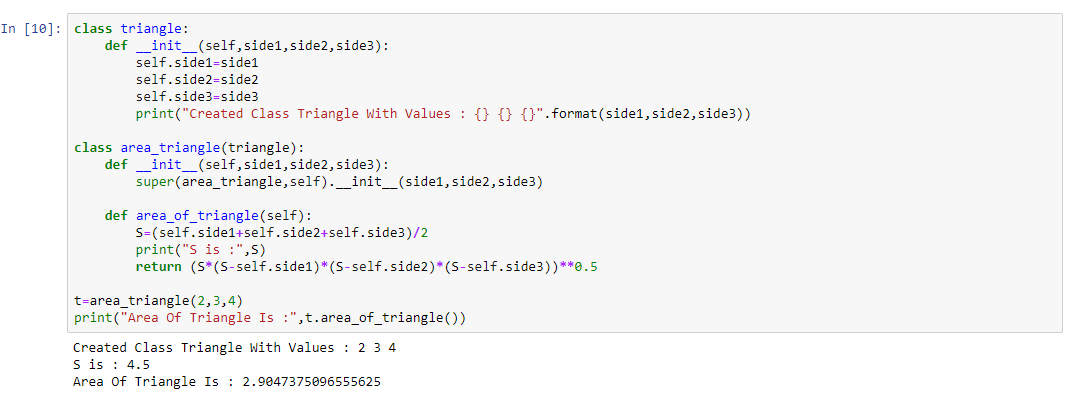 In [10]: class triangle:
    def __init__(self,side1,side2,side3):
        self.side1=side1
        self.side2=side2
        self.side3=side3
        print("Created Class Triangle With Values : {} {} {}".format(side1,side2,side3))

class area_triangle(triangle):
    def __init__(self,side1,side2,side3):
        super(area_triangle,self).__init__(side1,side2,side3)

    def area_of_triangle(self):
        S=(self.side1+self.side2+self.side3)/2
        print("S is :",S)
        return (S*(S-self.side1)*(S-self.side2)*(S-self.side3))**0.5

t=area_triangle(2,3,4)
print("Area Of Triangle Is :",t.area_of_triangle())
Created Class Triangle With Values : 2 3 4
S is : 4.5
Area Of Triangle Is : 2.9047375096555625